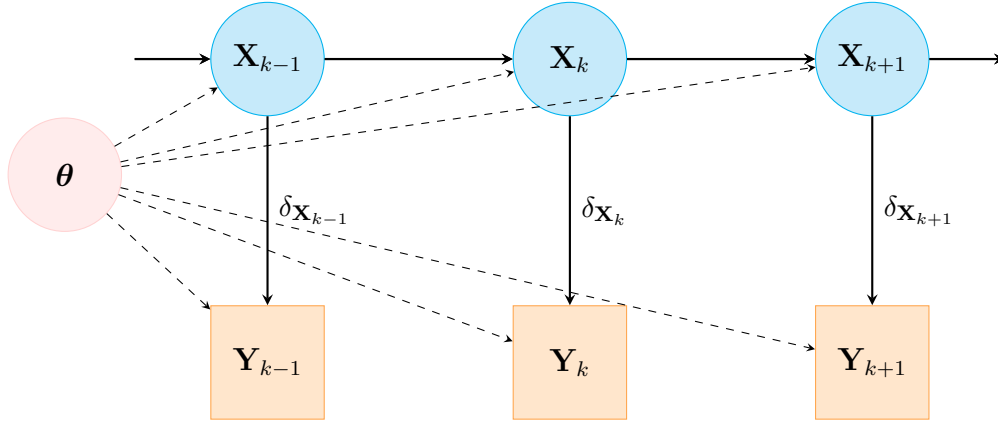 X_{k−1}
X_k
X_{k+1}
θ
δ_{X_{k−1}}
δ_{X_k}
δ_{X_{k+1}}
Y_{k−1}
Y_k
Y_{k+1}